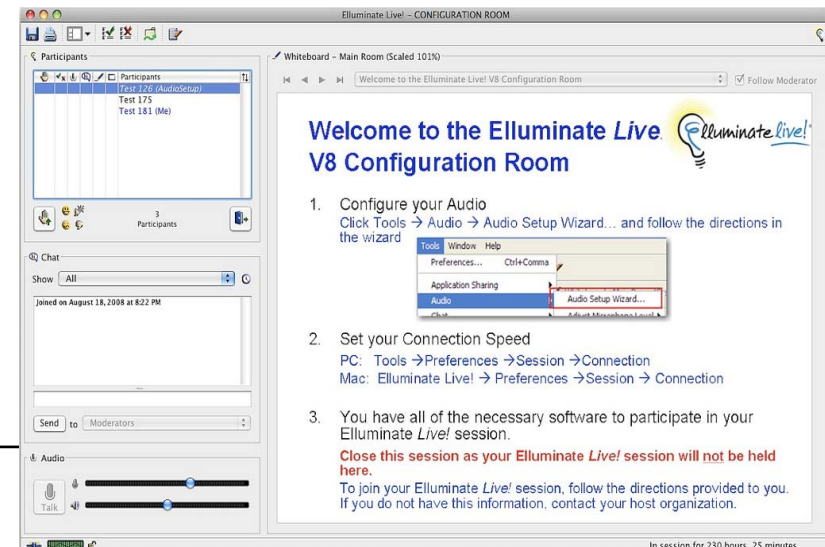 Elluminate Live! – CONFIGURATION ROOM
Participants
Participants
Test 126 (AudioSetup)
Test 175
Test 181 (Me)
3
Participants
Chat
Show All
Joined on August 18, 2008 at 8:22 PM
Send to Moderators
Audio
Talk
Whiteboard – Main Room (Scaled 101%)
Welcome to the Elluminate Live! V8 Configuration Room
Follow Moderator
Welcome to the Elluminate Live.
V8 Configuration Room
elluminate live!
1. Configure your Audio
Click Tools → Audio → Audio Setup Wizard... and follow the directions in
the wizard
Tools Window Help
Preferences... Ctrl+Comma
Application Sharing
Audio
Audio Setup Wizard...
Chat
Adjust Microphone Level
2. Set your Connection Speed
PC: Tools →Preferences →Session →Connection
Mac: Elluminate Live! → Preferences →Session → Connection
3. You have all of the necessary software to participate in your
Elluminate Live! session.
Close this session as your Elluminate Live! session will not be held
here.
To join your Elluminate Live! session, follow the directions provided to you.
If you do not have this information, contact your host organization.
In session for 230 hours, 25 minutes